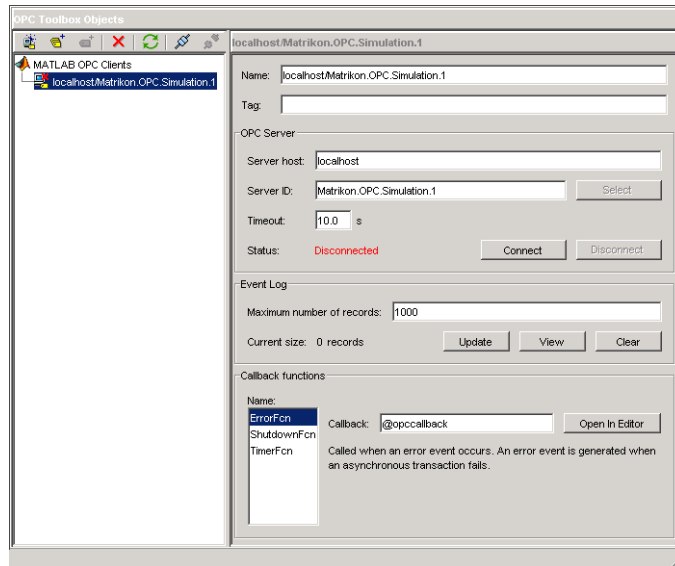 OPC Toolbox Objects
MATLAB OPC Clients
localhost/Matrikon.OPC.Simulation.1
localhost/Matrikon.OPC.Simulation.1
Name: localhost/Matrikon.OPC.Simulation.1
Tag:
OPC Server
Server host: localhost
Server ID: Matrikon.OPC.Simulation.1 Select
Timeout: 10.0 s
Status: Disconnected Connect Disconnect
Event Log
Maximum number of records: 1000
Current size: 0 records Update View Clear
Callback functions
Name:
ErrorFcn
ShutdownFcn
TimerFcn
Callback: @opccallback Open In Editor
Called when an error event occurs. An error event is generated when
an asynchronous transaction fails.